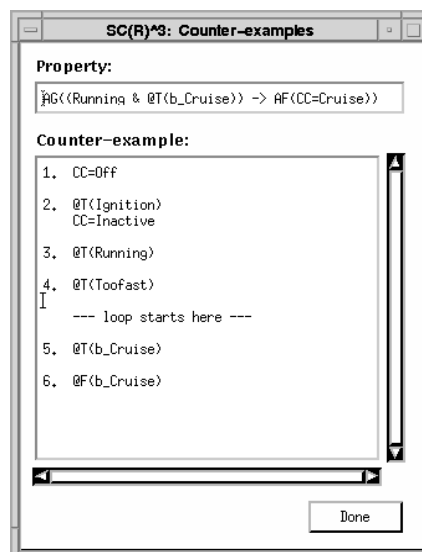 SC(R)^3: Counter-examples
Property:
AG((Running & @T(b_Cruise)) -> AF(CC=Cruise))
Counter-example:
1. CC=Off
2. @T(Ignition)
CC=Inactive
3. @T(Running)
4. @T(Toofast)
--- loop starts here ---
5. @T(b_Cruise)
6. @F(b_Cruise)
Done